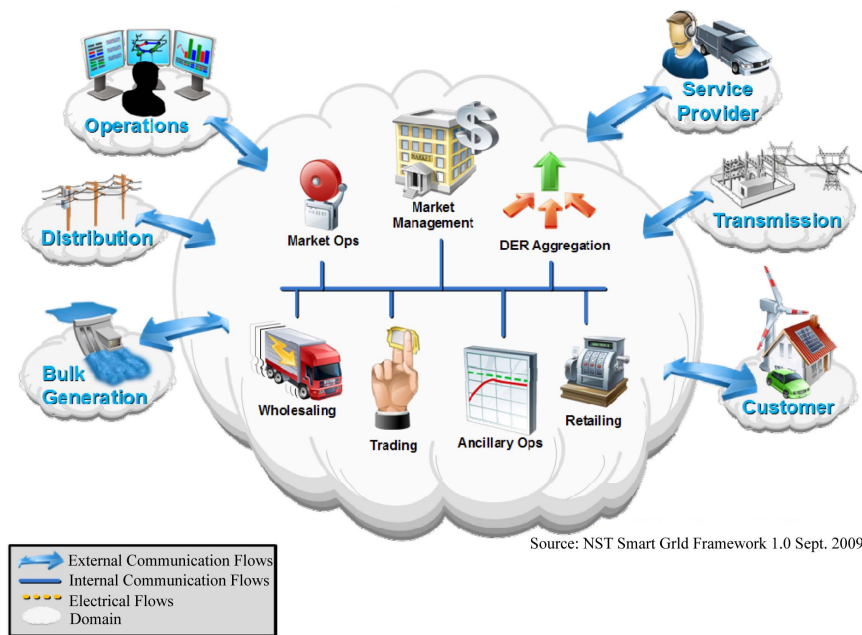 Operations
Service
Provider
Distribution
Transmission
Bulk
Generation
Customer
Market Ops
MARKET
Market
Management
DER Aggregation
Wholesaling
Trading
Ancillary Ops
Retailing
Source: NST Smart Grld Framework 1.0 Sept. 2009
External Communication Flows
Internal Communication Flows
Electrical Flows
Domain